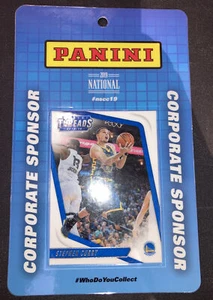 PANINI
2019
NATIONAL
#nscc19
CORPORATE SPONSOR
CORPORATE SPONSOR
THREADS
STEPHEN CURRY
#WhoDoYouCollect